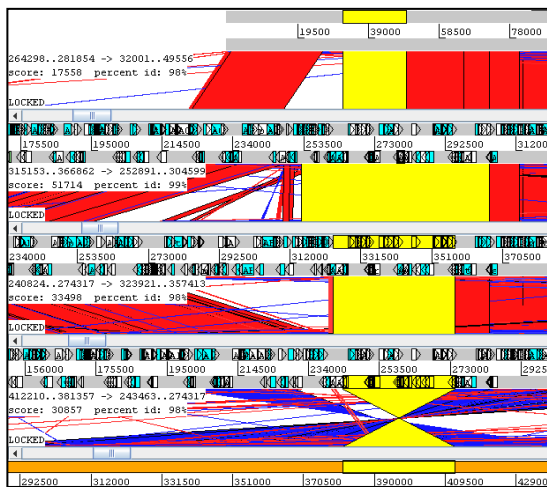 19500 39000 58500 78000
264298..281854 -> 32001..49556
score: 17558 percent id: 98%
LOCKED
175500 195000 214500 234000 253500 273000 292500 312000
315153..366862 -> 252891..304599
score: 51714 percent id: 99%
LOCKED
234000 253500 273000 292500 312000 331500 351000 370500
240824..274317 -> 323921..357413
score: 33498 percent id: 98%
LOCKED
156000 175500 195000 214500 234000 253500 273000 2925
412210..381357 -> 243463..274317
score: 30857 percent id: 98%
LOCKED
292500 312000 331500 351000 370500 390000 409500 42900